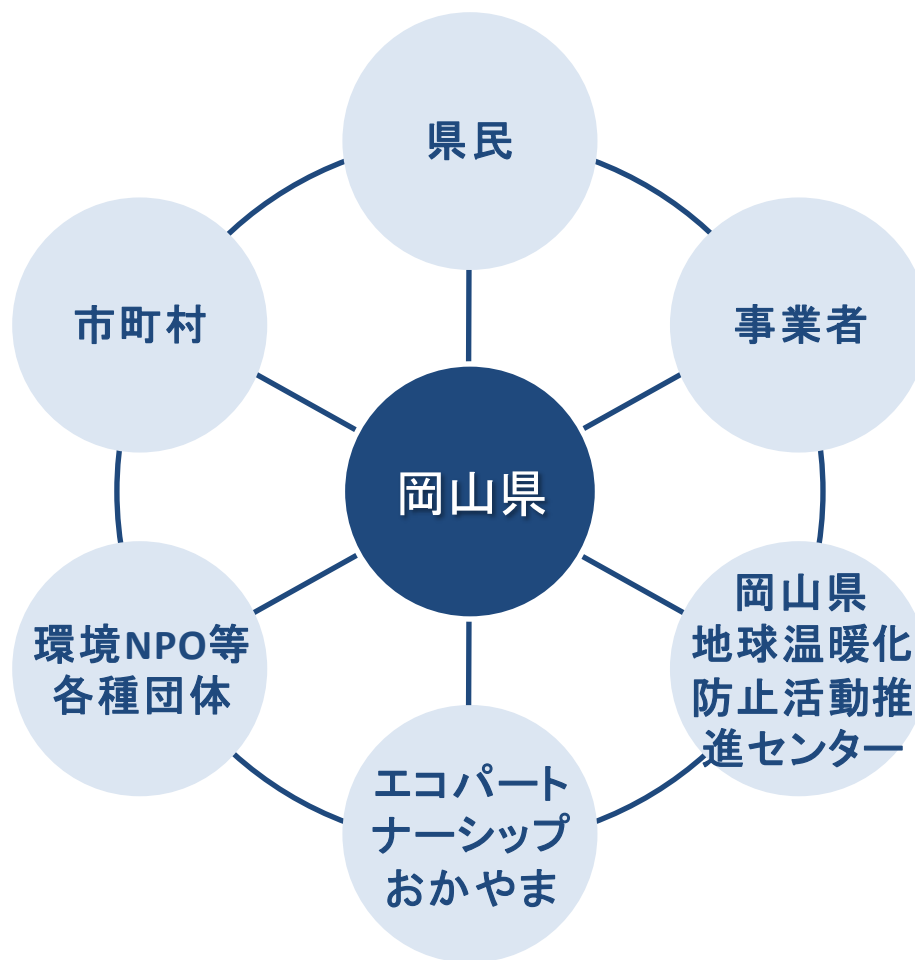 県民
市町村
事業者
岡山県
環境NPO等
各種団体
岡山県
地球温暖化
防止活動推
進センター
エコパート
ナーシップ
おかやま